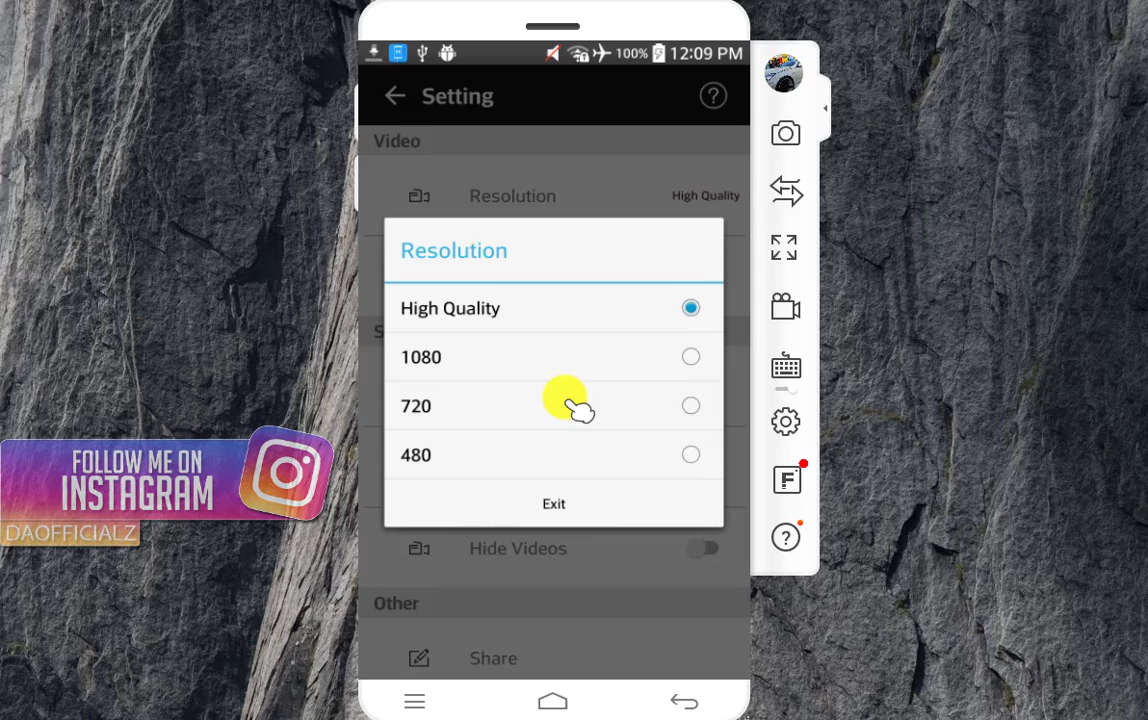 100% 12:09 PM
Setting
Video
Resolution High Quality
Resolution
High Quality
1080
720
480
Exit
Hide Videos
Other
Share
FOLLOW ME ON
INSTAGRAM
DAOFFICIALZ
F